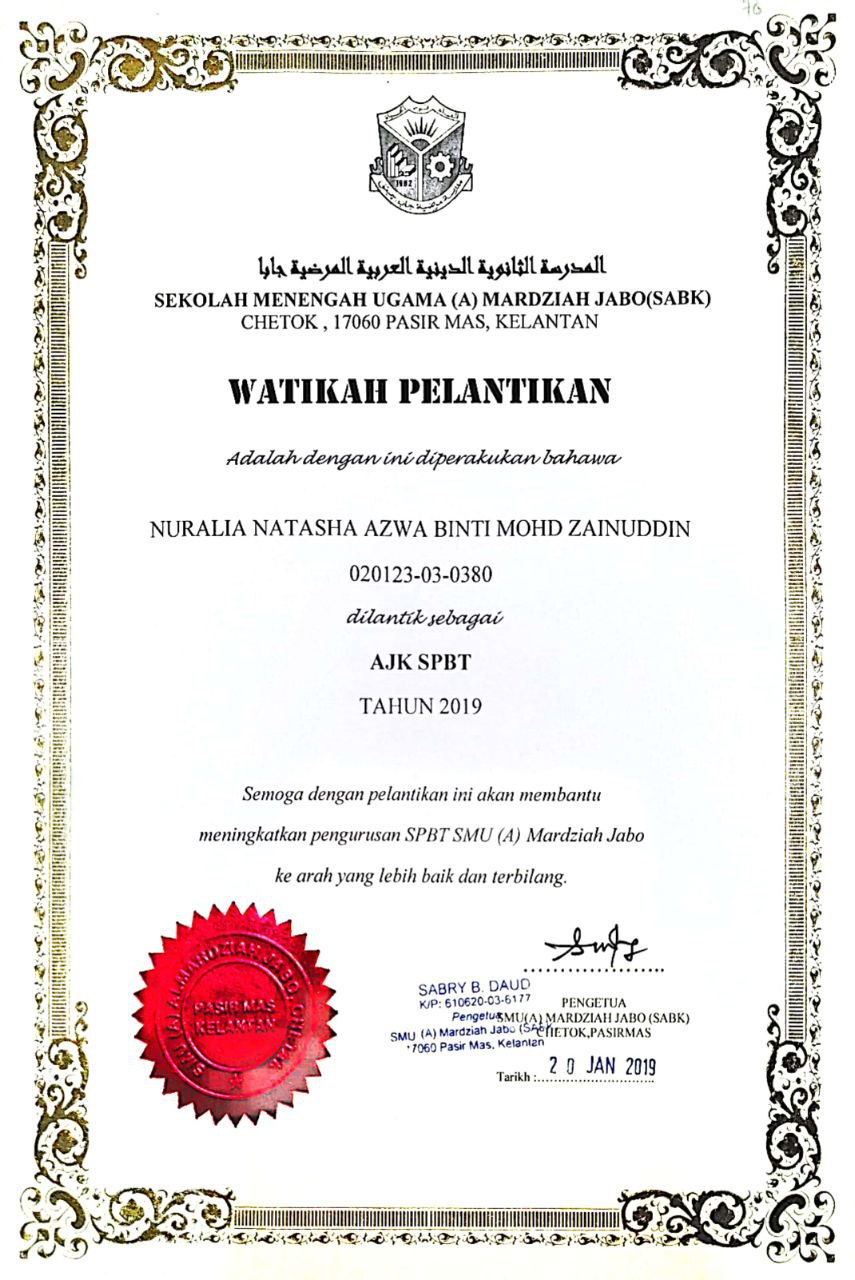 76
1982
المدرسة الثانوية الدينية العربية المرضية جابا
SEKOLAH MENENGAH UGAMA (A) MARDZIAH JABO(SABK)
CHETOK , 17060 PASIR MAS, KELANTAN
WATIKAH PELANTIKAN
Adalah dengan ini diperakukan bahawa
NURALIA NATASHA AZWA BINTI MOHD ZAINUDDIN
020123-03-0380
dilantik sebagai
AJK SPBT
TAHUN 2019
Semoga dengan pelantikan ini akan membantu
meningkatkan pengurusan SPBT SMU (A) Mardziah Jabo
ke arah yang lebih baik dan terbilang.
MARDZIAH JABO,
PASIR MAS
KELANTAN
SABRY B. DAUD
K/P: 610620-03-6177
Pengetua
SMU (A) Mardziah Jabo (SABK)
17060 Pasir Mas, Kelantan
PENGETUA
SMU(A) MARDZIAH JABO (SABK)
CHETOK,PASIRMAS
Tarikh :.......................... 20 JAN 2019